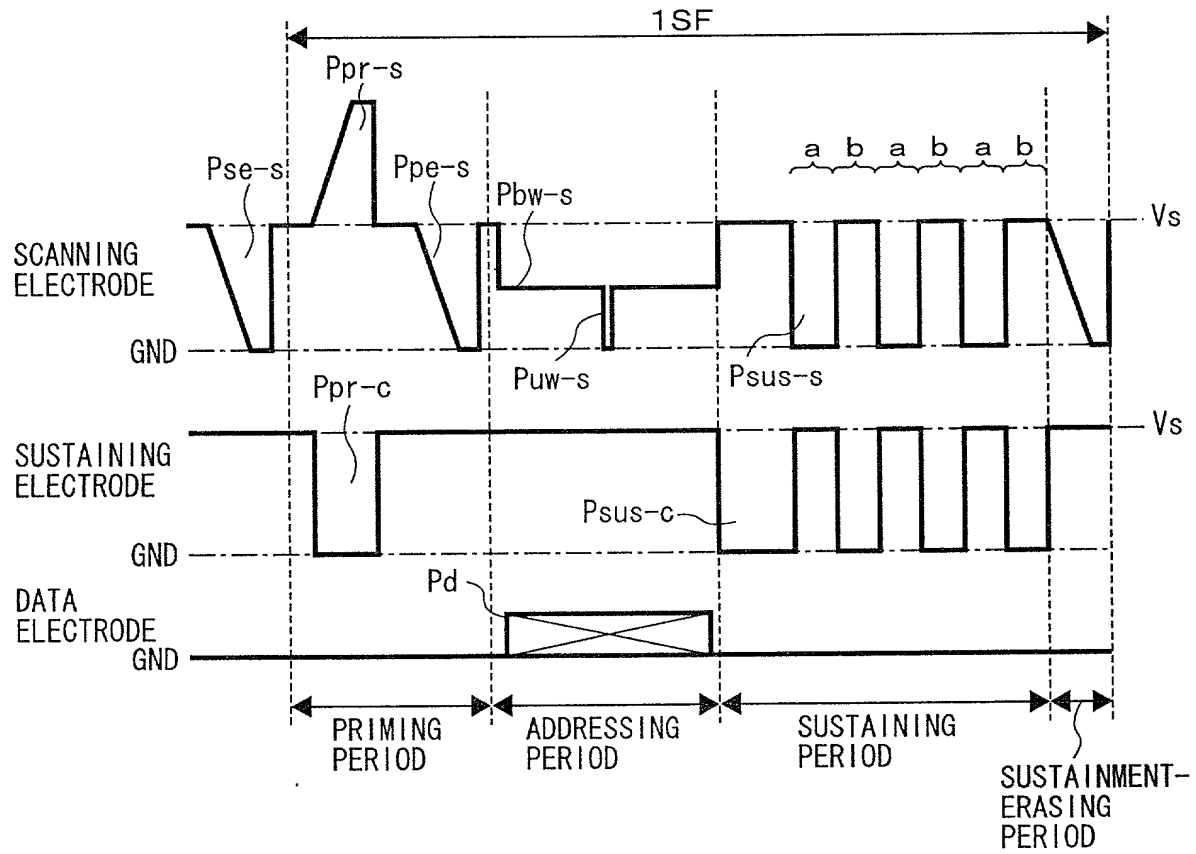 1SF
Ppr-s
Pse-s
Ppe-s
Pbw-s
a b a b a b
Vs
SCANNING
ELECTRODE
GND
Puw-s
Psus-s
Ppr-c
Vs
SUSTAINING
ELECTRODE
Psus-c
GND
DATA
ELECTRODE
Pd
GND
PRIMING
PERIOD
ADDRESSING
PERIOD
SUSTAINING
PERIOD
SUSTAINMENT-
ERASING
PERIOD